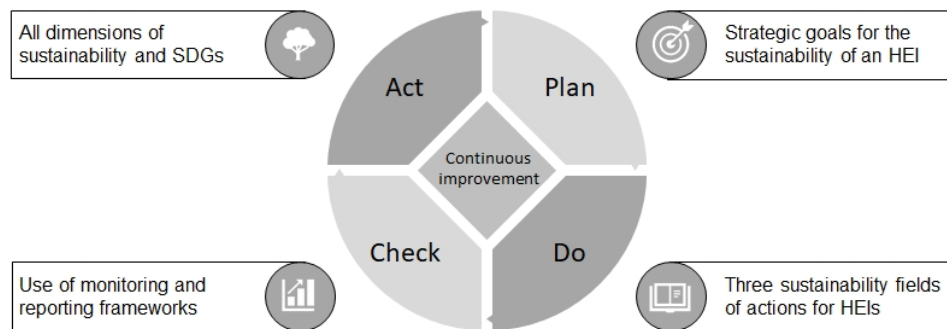 All dimensions of
sustainability and SDGs
Act
Plan
Strategic goals for the
sustainability of an HEI
Continuous
improvement
Use of monitoring and
reporting frameworks
Check
Do
Three sustainability fields
of actions for HEIs